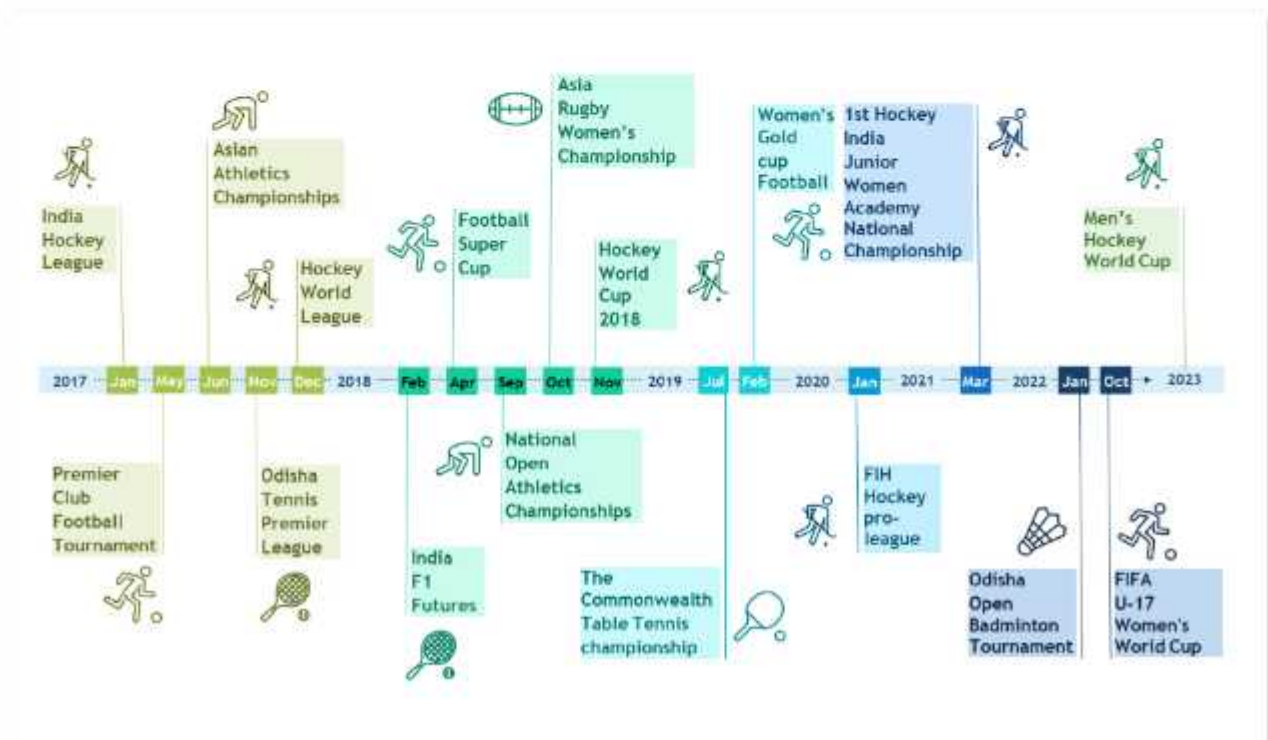 Asia
Rugby
Women's
Championship
Women's
Gold
cup
Football
1st Hockey
India
Junior
Women
Academy
National
Championship
Asian
Athletics
Championships
India
Hockey
League
Football
Super
Cup
Men's
Hockey
World Cup
Hockey
World
League
Hockey
World
Cup
2018
2017 Jan May Jun Nov Dec 2018 Feb Apr Sep Oct Nov 2019 Jul Feb 2020 Jan 2021 Mar 2022 Jan Oct 2023
Premier
Club
Football
Tournament
Odisha
Tennis
Premier
League
India
F1
Futures
National
Open
Athletics
Championships
The
Commonwealth
Table Tennis
championship
FIH
Hockey
pro-
league
Odisha
Open
Badminton
Tournament
FIFA
U-17
Women's
World Cup